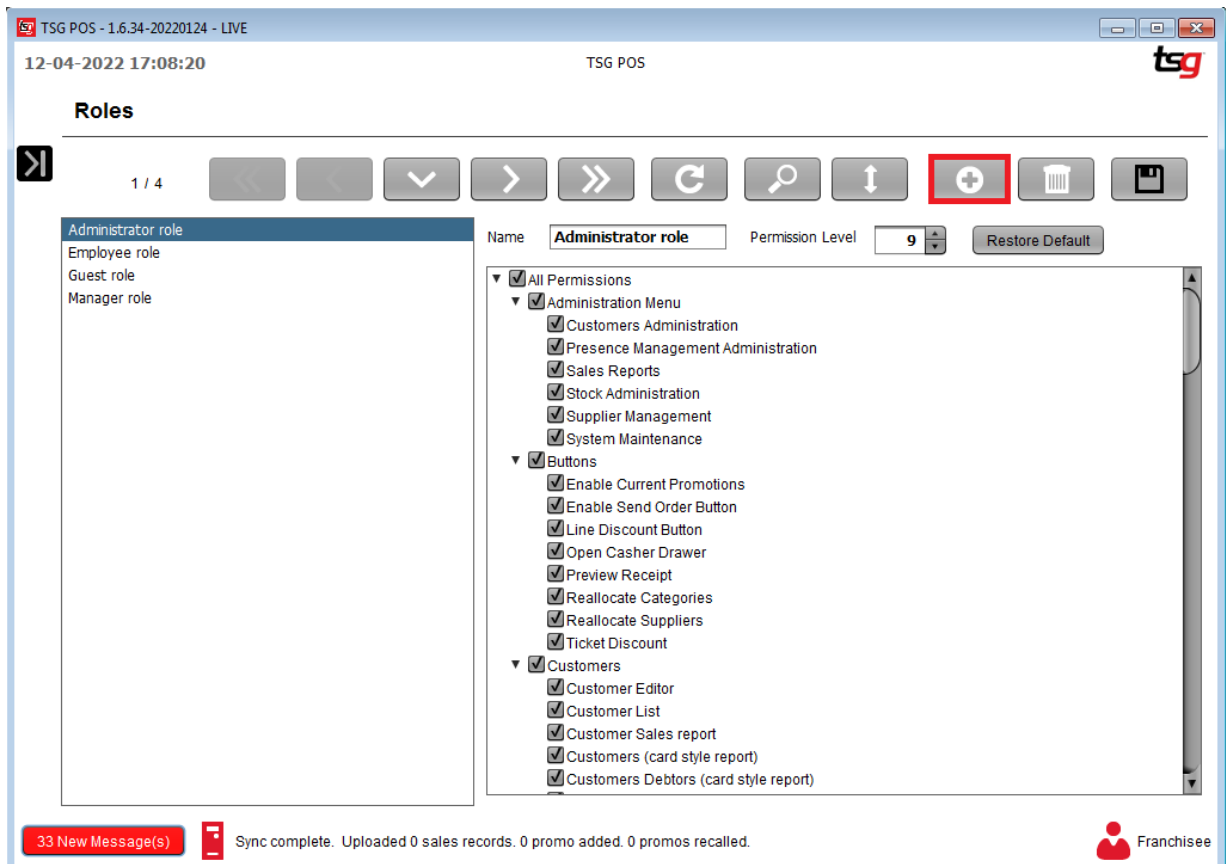 TSG POS - 1.6.34-20220124 - LIVE
12-04-2022 17:08:20
TSG POS
tsg
Roles
1 / 4
Administrator role
Employee role
Guest role
Manager role
Name Administrator role Permission Level 9 Restore Default
All Permissions
Administration Menu
Customers Administration
Presence Management Administration
Sales Reports
Stock Administration
Supplier Management
System Maintenance
Buttons
Enable Current Promotions
Enable Send Order Button
Line Discount Button
Open Casher Drawer
Preview Receipt
Reallocate Categories
Reallocate Suppliers
Ticket Discount
Customers
Customer Editor
Customer List
Customer Sales report
Customers (card style report)
Customers Debtors (card style report)
33 New Message(s) Sync complete. Uploaded 0 sales records. 0 promo added. 0 promos recalled. Franchisee